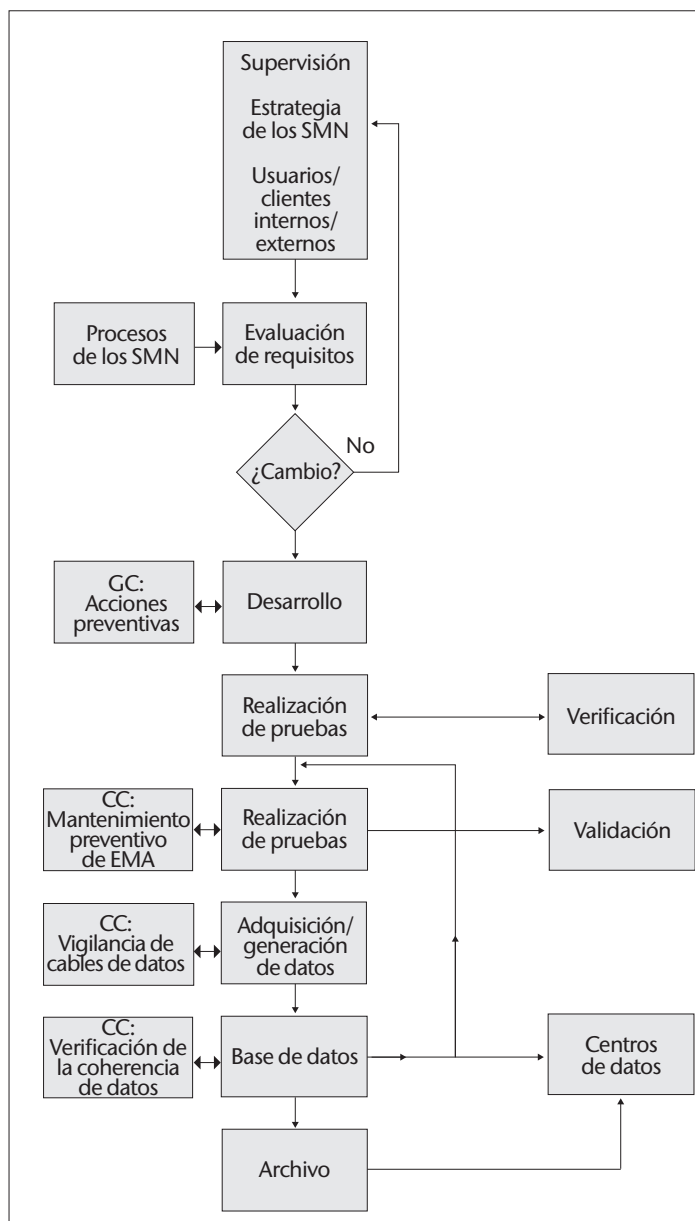 Supervisión
Estrategia
de los SMN
Usuarios/
clientes
internos/
externos
Procesos
de los SMN
Evaluación
de requisitos
No
¿Cambio?
GC:
Acciones
preventivas
Desarrollo
Realización
de pruebas
Verificación
CC:
Mantenimiento
preventivo
de EMA
Realización
de pruebas
Validación
CC:
Vigilancia de
cables de datos
Adquisición/
generación
de datos
CC:
Verificación de
la coherencia
de datos
Base de datos
Centros
de datos
Archivo